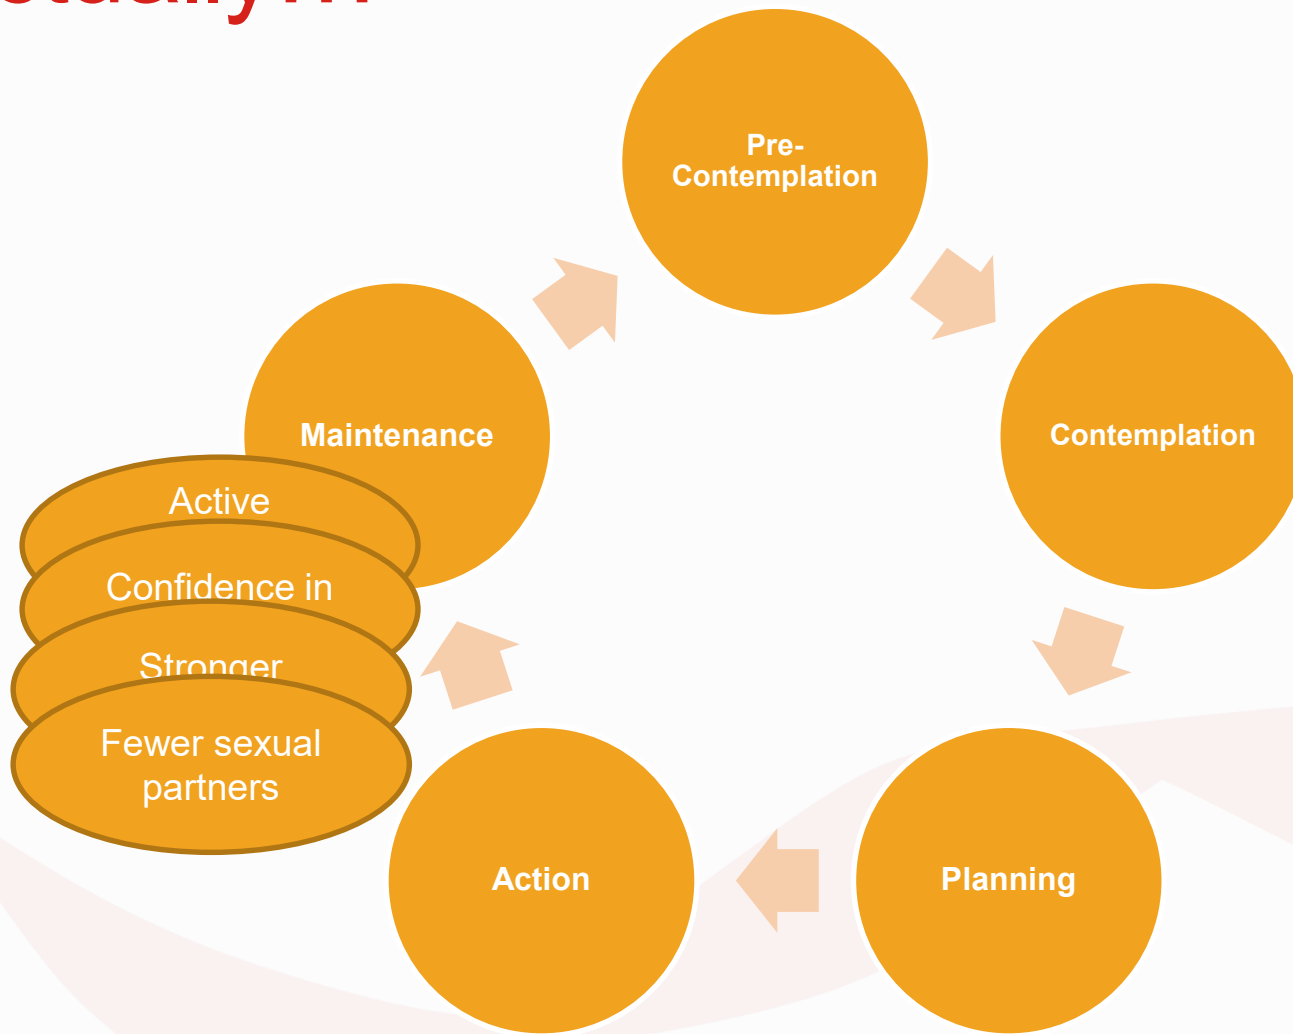 Pre-
Contemplation
Maintenance
Contemplation
Active
Confidence in
Stronger
Fewer sexual
partners
Action
Planning